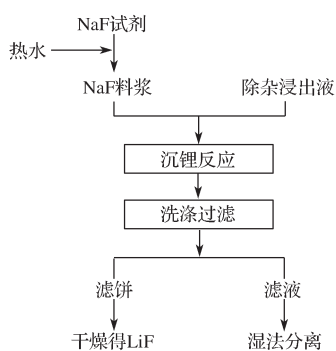 NaF试剂
热水
NaF料浆
除杂浸出液
沉锂反应
洗涤过滤
滤饼
滤液
干燥得LiF
湿法分离